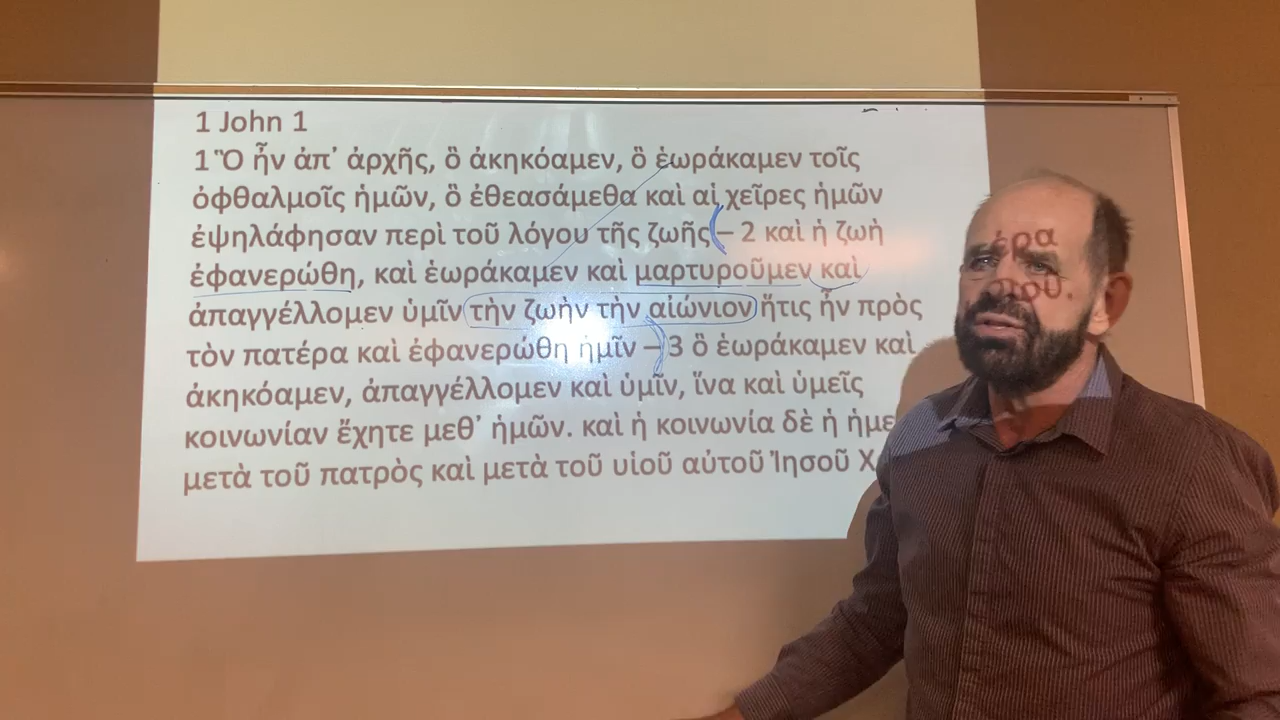 1 John 1
1 Ὃ ἦν ἀπ᾽ ἀρχῆς, ὃ ἀκηκόαμεν, ὃ ἑωράκαμεν τοῖς
ὀφθαλμοῖς ἡμῶν, ὃ ἐθεασάμεθα καὶ αἱ χεῖρες ἡμῶν
ἐψηλάφησαν περὶ τοῦ λόγου τῆς ζωῆς – 2 καὶ ἡ ζωὴ
ἐφανερώθη, καὶ ἑωράκαμεν καὶ μαρτυροῦμεν καὶ
ἀπαγγέλλομεν ὑμῖν τὴν ζωὴν τὴν αἰώνιον ἥτις ἦν πρὸς
τὸν πατέρα καὶ ἐφανερώθη ἡμῖν – 3 ὃ ἑωράκαμεν καὶ
ἀκηκόαμεν, ἀπαγγέλλομεν καὶ ὑμῖν, ἵνα καὶ ὑμεῖς
κοινωνίαν ἔχητε μεθ᾽ ἡμῶν. καὶ ἡ κοινωνία δὲ ἡ ἡμε
μετὰ τοῦ πατρὸς καὶ μετὰ τοῦ υἱοῦ αὐτοῦ Ἰησοῦ Χ